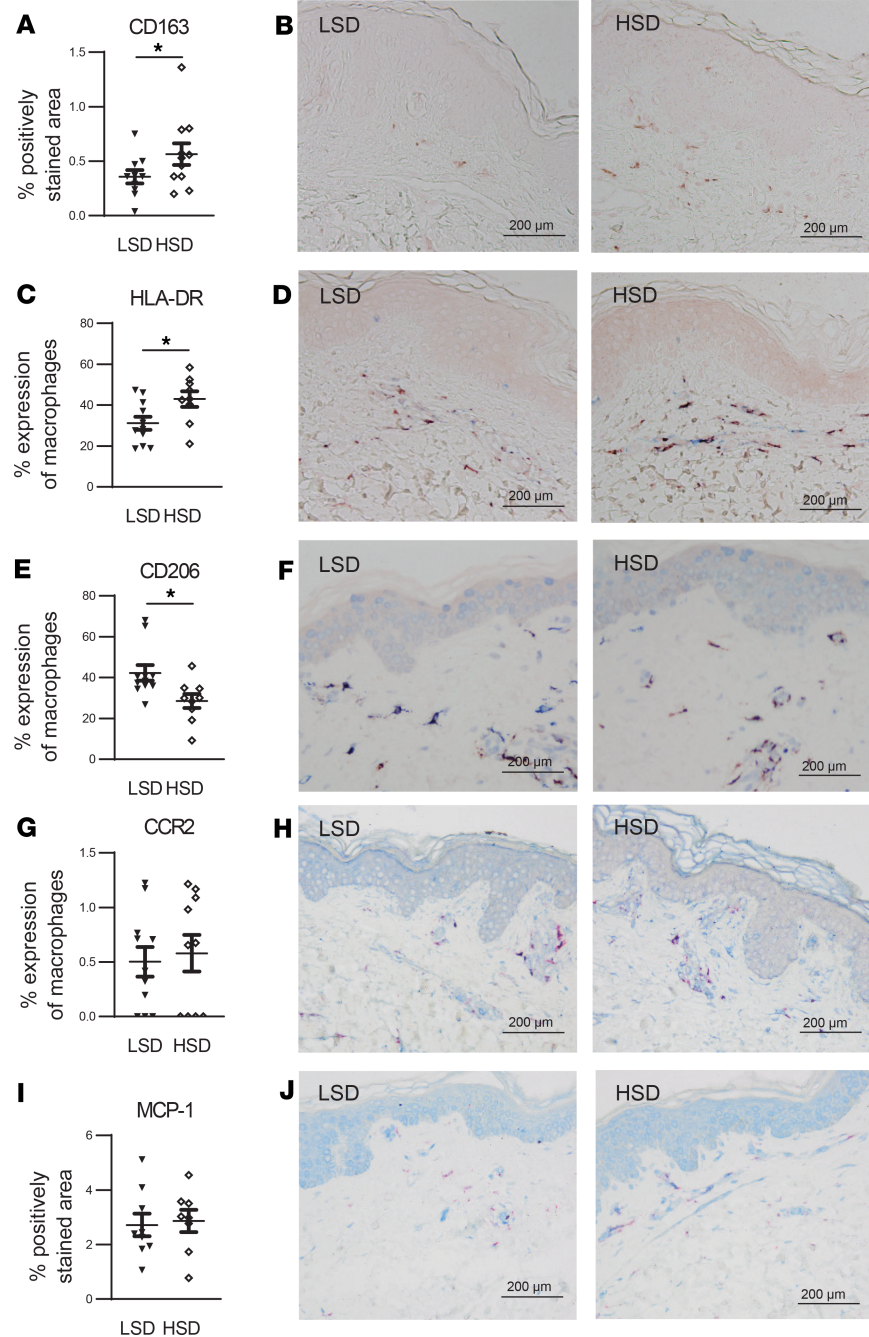 A
CD163
*
1.5
1.0
0.5
0.0
% positively
stained area
LSD HSD
B
LSD
200 µm
HSD
200 µm
C
HLA-DR
*
80
60
40
20
0
% expression
of macrophages
LSD HSD
D
LSD
200 µm
HSD
200 µm
E
CD206
*
80
60
40
20
0
% expression
of macrophages
LSD HSD
F
LSD
200 µm
HSD
200 µm
G
CCR2
1.5
1.0
0.5
0.0
% expression
of macrophages
LSD HSD
H
LSD
200 µm
HSD
200 µm
I
MCP-1
6
4
2
0
% positively
stained area
LSD HSD
J
LSD
200 µm
HSD
200 µm